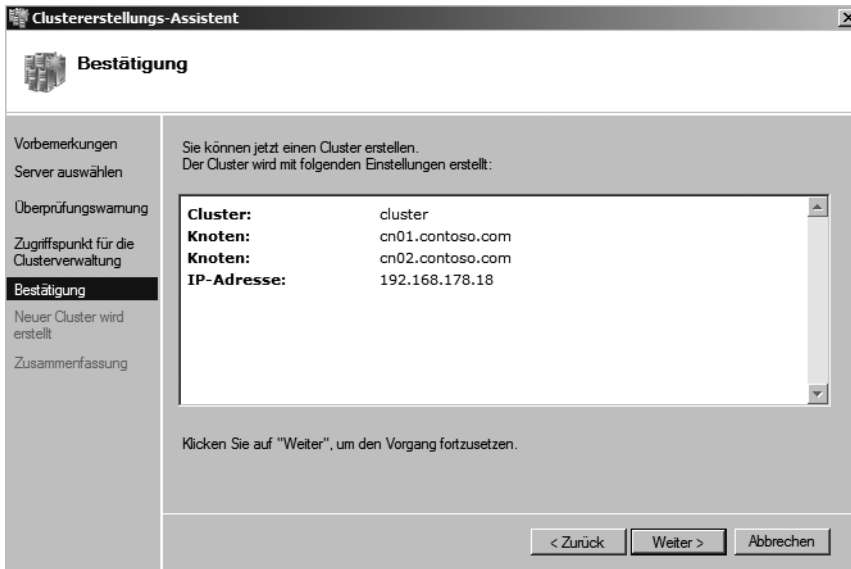 Clustererstellungs-Assistent
Bestätigung
Vorbemerkungen
Server auswählen
Überprüfungswarnung
Zugriffspunkt für die
Clusterverwaltung
Bestätigung
Neuer Cluster wird
erstellt
Zusammenfassung
Sie können jetzt einen Cluster erstellen.
Der Cluster wird mit folgenden Einstellungen erstellt:
Cluster: cluster
Knoten: cn01.contoso.com
Knoten: cn02.contoso.com
IP-Adresse: 192.168.178.18
Klicken Sie auf "Weiter", um den Vorgang fortzusetzen.
< Zurück Weiter > Abbrechen